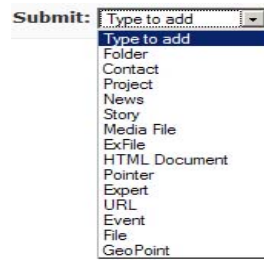 Submit: Type to add
Type to add
Folder
Contact
Project
News
Story
Media File
ExFile
HTML Document
Pointer
Expert
URL
Event
File
GeoPoint